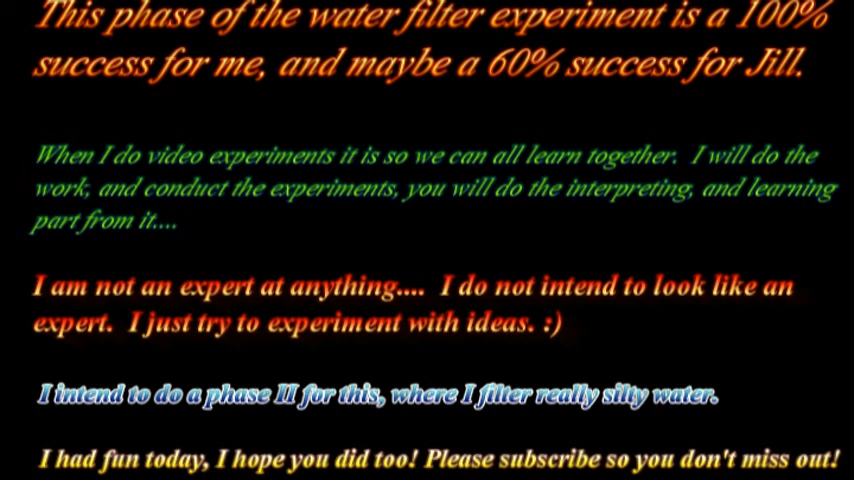 This phase of the water filter experiment is a 100%
success for me, and maybe a 60% success for Jill.
When I do video experiments it is so we can all learn together.  I will do the
work, and conduct the experiments, you will do the interpreting, and learning
part from it....
I am not an expert at anything....  I do not intend to look like an
expert.  I just try to experiment with ideas. :)
I intend to do a phase II for this, where I filter really silty water.
I had fun today, I hope you did too! Please subscribe so you don't miss out!